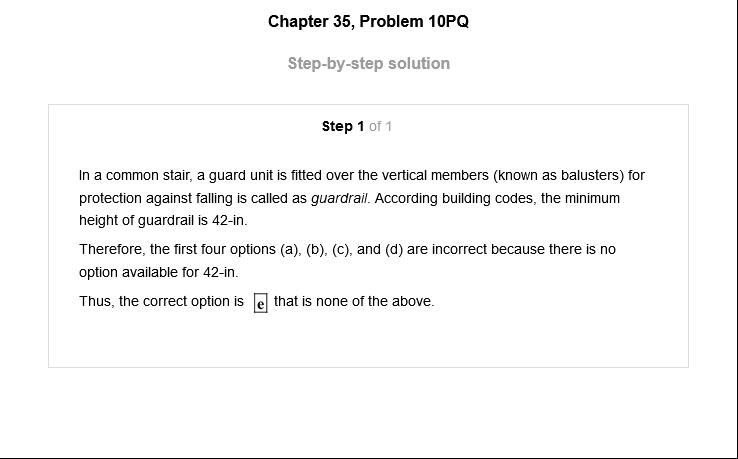 Chapter 35, Problem 10PQ
Step-by-step solution
Step 1 of 1
In a common stair, a guard unit is fitted over the vertical members (known as balusters) for
protection against falling is called as guardrail. According building codes, the minimum
height of guardrail is 42-in.
Therefore, the first four options (a), (b), (c), and (d) are incorrect because there is no
option available for 42-in.
Thus, the correct option is e that is none of the above.